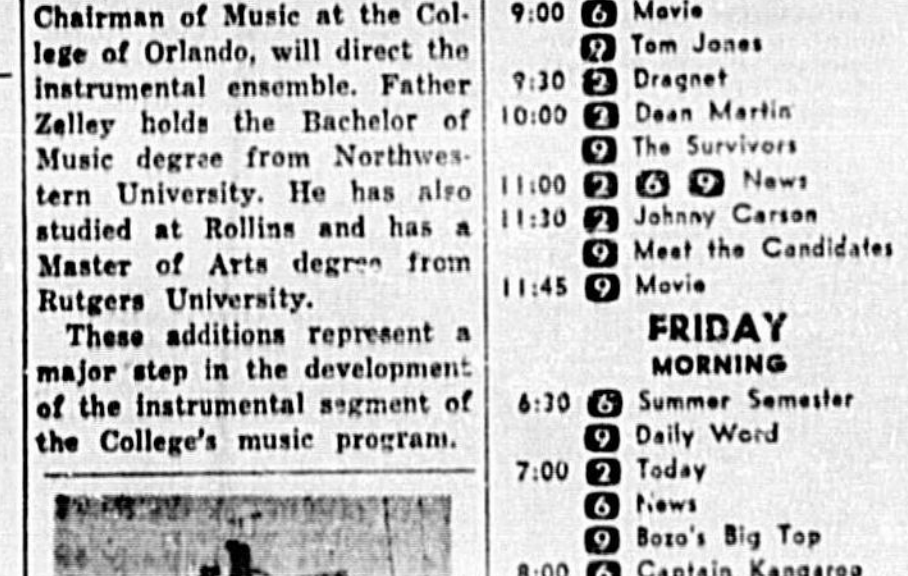 Chairman of Music at the Col-
lege of Orlando, will direct the
instrumental ensemble. Father
Zelley holds the Bachelor of
Music degree from Northwes-
tern University. He has also
studied at Rollins and has a
Master of Arts degree from
Rutgers University.
These additions represent a
major step in the development
of the instrumental segment of
the College's music program.
9:00 6 Movie
9 Tom Jones
9:30 2 Dragnet
10:00 2 Dean Martin
9 The Survivors
11:00 2 6 9 News
11:30 2 Johnny Carson
9 Meet the Candidates
11:45 9 Movie
FRIDAY
MORNING
6:30 6 Summer Semester
9 Daily Word
7:00 2 Today
6 News
9 Bozo's Big Top
8:00 6 Captain Kangaroo